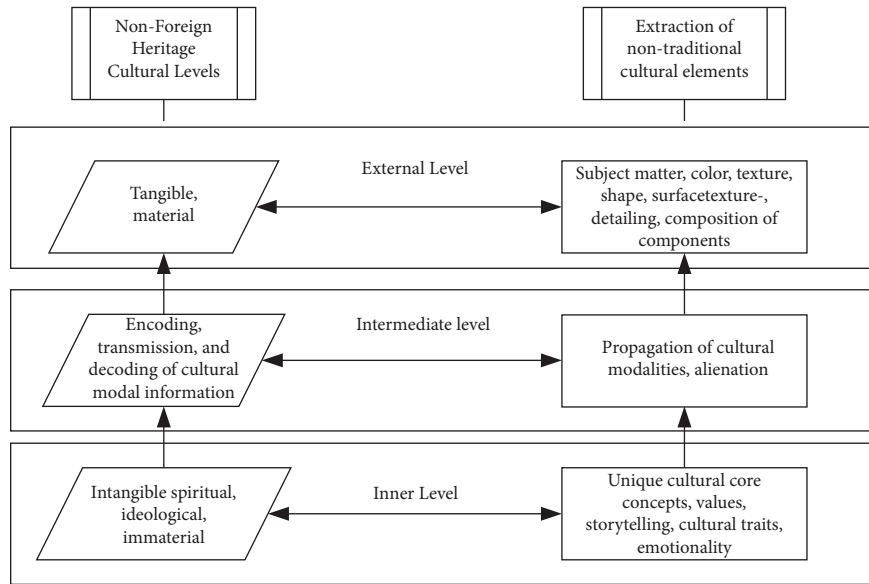 Non-Foreign
Heritage
Cultural Levels
Extraction of
non-traditional
cultural elements
External Level
Tangible,
material
Subject matter, color, texture,
shape, surfacetexture-,
detailing, composition of
components
Intermediate level
Encoding,
transmission, and
decoding of cultural
modal information
Propagation of cultural
modalities, alienation
Inner Level
Intangible spiritual,
ideological,
immaterial
Unique cultural core
concepts, values,
storytelling, cultural traits,
emotionality